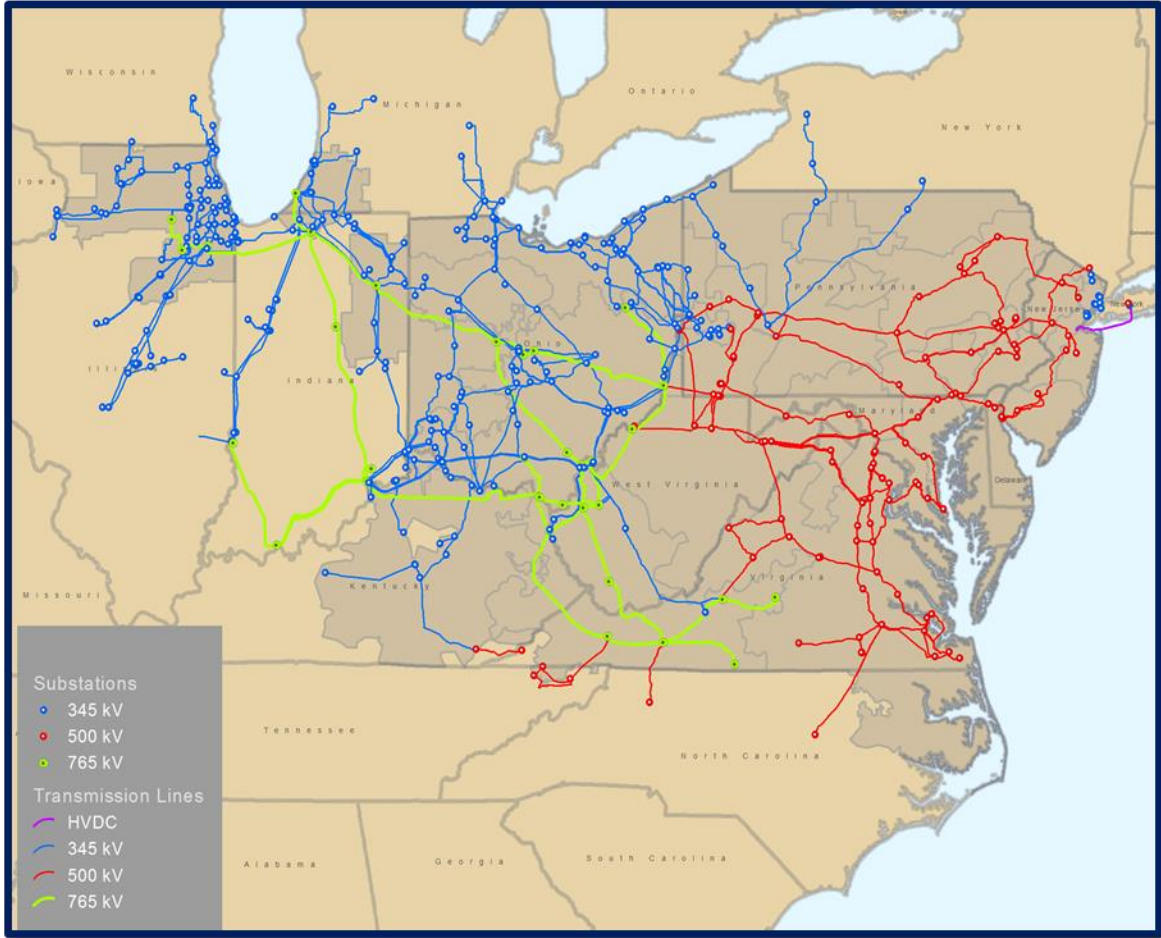 Wisconsin
Michigan
Ontario
New York
Iowa
Pennsylvania
New York
New Jersey
Ohio
Illinois
Indiana
Maryland
Delaware
West Virginia
Virginia
Kentucky
Missouri
Substations
345 kV
500 kV
765 kV
Transmission Lines
HVDC
345 kV
500 kV
765 kV
Tennessee
North Carolina
Alabama
Georgia
South Carolina